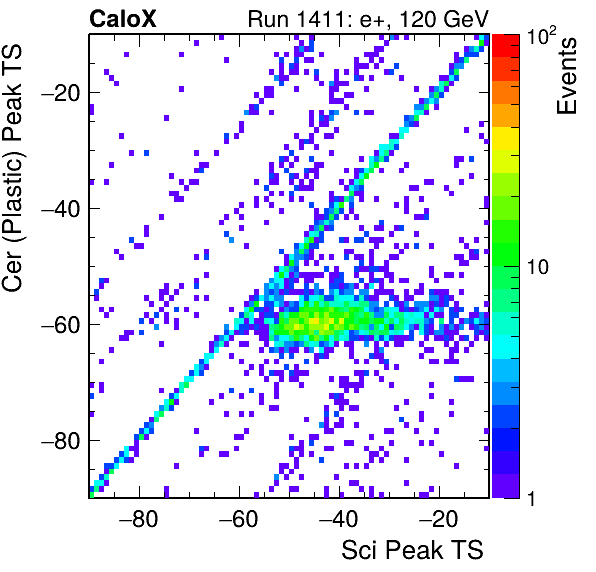 CaloX Run 1411: e+, 120 GeV
Cer (Plastic) Peak TS
−20
−40
−60
−80
−80 −60 −40 −20
Sci Peak TS
10²
10
1
Events